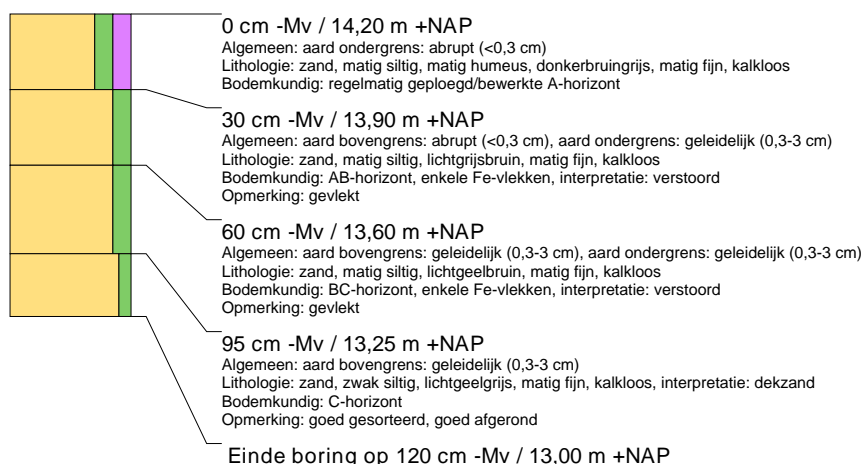 0 cm -Mv / 14,20 m +NAP
Algemeen: aard ondergrens: abrupt (<0,3 cm)
Lithologie: zand, matig siltig, matig humeus, donkerbruingrijs, matig fijn, kalkloos
Bodemkundig: regelmatig geploegd/bewerkte A-horizont
30 cm -Mv / 13,90 m +NAP
Algemeen: aard bovengrens: abrupt (<0,3 cm), aard ondergrens: geleidelijk (0,3-3 cm)
Lithologie: zand, matig siltig, lichtgrijsbruin, matig fijn, kalkloos
Bodemkundig: AB-horizont, enkele Fe-vlekken, interpretatie: verstoord
Opmerking: gevlekt
60 cm -Mv / 13,60 m +NAP
Algemeen: aard bovengrens: geleidelijk (0,3-3 cm), aard ondergrens: geleidelijk (0,3-3 cm)
Lithologie: zand, matig siltig, lichtgeelbruin, matig fijn, kalkloos
Bodemkundig: BC-horizont, enkele Fe-vlekken, interpretatie: verstoord
Opmerking: gevlekt
95 cm -Mv / 13,25 m +NAP
Algemeen: aard bovengrens: geleidelijk (0,3-3 cm)
Lithologie: zand, zwak siltig, lichtgeelgrijs, matig fijn, kalkloos, interpretatie: dekzand
Bodemkundig: C-horizont
Opmerking: goed gesorteerd, goed afgerond
Einde boring op 120 cm -Mv / 13,00 m +NAP